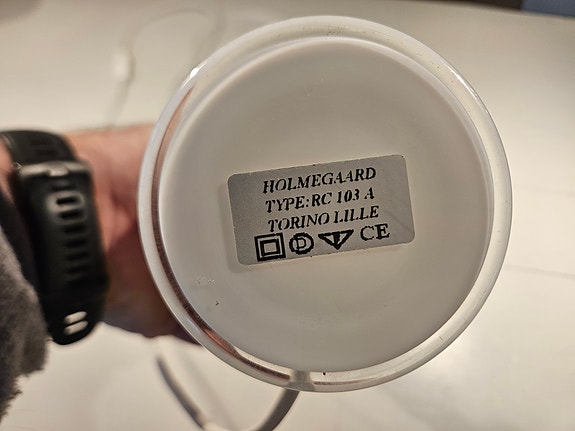 HOLMEGAARD
TYPE:RC 103 A
TORINO LILLE
D F CE